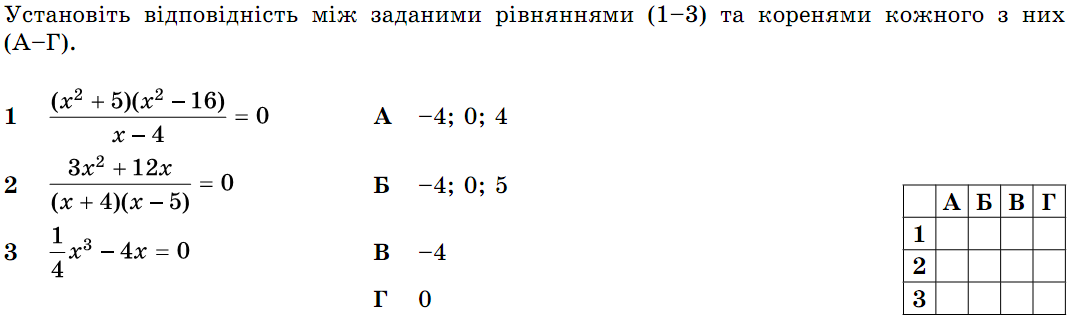 Установіть відповідність між заданими рівняннями (1−3) та коренями кожного з них
(А−Г).
1 (x² + 5)(x² − 16) / (x − 4) = 0 А −4; 0; 4
2 (3x² + 12x) / ((x + 4)(x − 5)) = 0 Б −4; 0; 5
3 1/4 x³ − 4x = 0 В −4
Г 0
А Б В Г
1
2
3